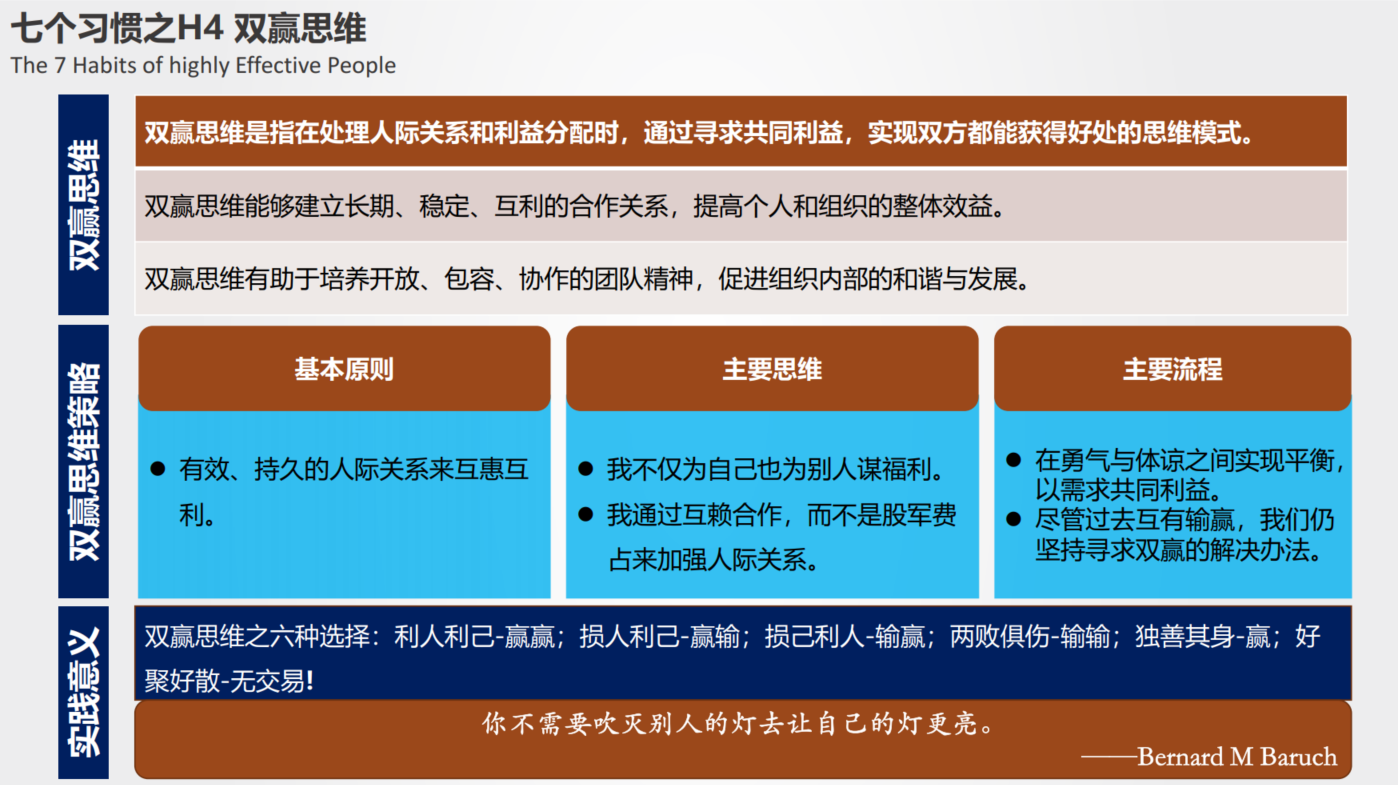 七个习惯之H4 双赢思维
The 7 Habits of highly Effective People
双赢思维
双赢思维是指在处理人际关系和利益分配时，通过寻求共同利益，实现双方都能获得好处的思维模式。
双赢思维能够建立长期、稳定、互利的合作关系，提高个人和组织的整体效益。
双赢思维有助于培养开放、包容、协作的团队精神，促进组织内部的和谐与发展。
双赢思维策略
基本原则
● 有效、持久的人际关系来互惠互
利。
主要思维
● 我不仅为自己也为别人谋福利。
● 我通过互赖合作，而不是股军费
占来加强人际关系。
主要流程
● 在勇气与体谅之间实现平衡，
以需求共同利益。
● 尽管过去互有输赢，我们仍
坚持寻求双赢的解决办法。
实践意义
双赢思维之六种选择：利人利己-赢赢；损人利己-赢输；损己利人-输赢；两败俱伤-输输；独善其身-赢；好
聚好散-无交易!
你不需要吹灭别人的灯去让自己的灯更亮。
——Bernard M Baruch